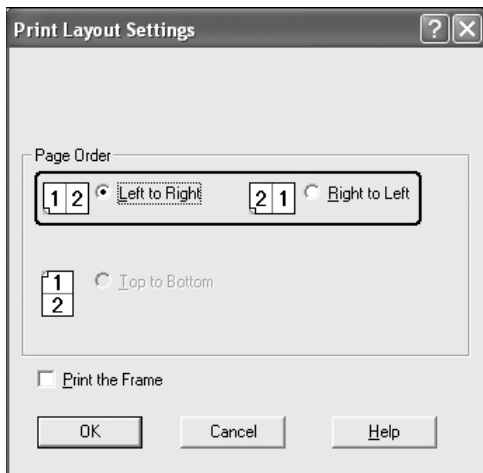 Print Layout Settings
Page Order
1 2 Left to Right 2 1 Right to Left
1
2
Top to Bottom
Print the Frame
OK Cancel Help